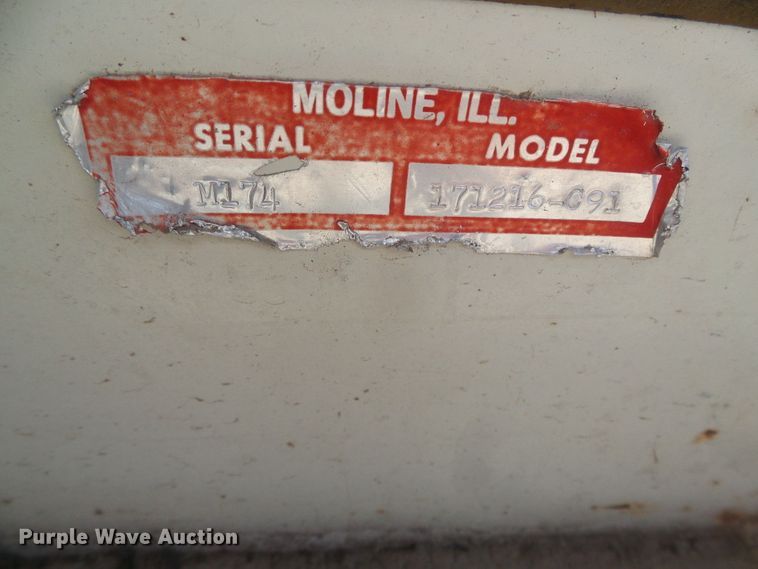 MOLINE, ILL.
SERIAL MODEL
M174 171216-C91
Purple Wave Auction